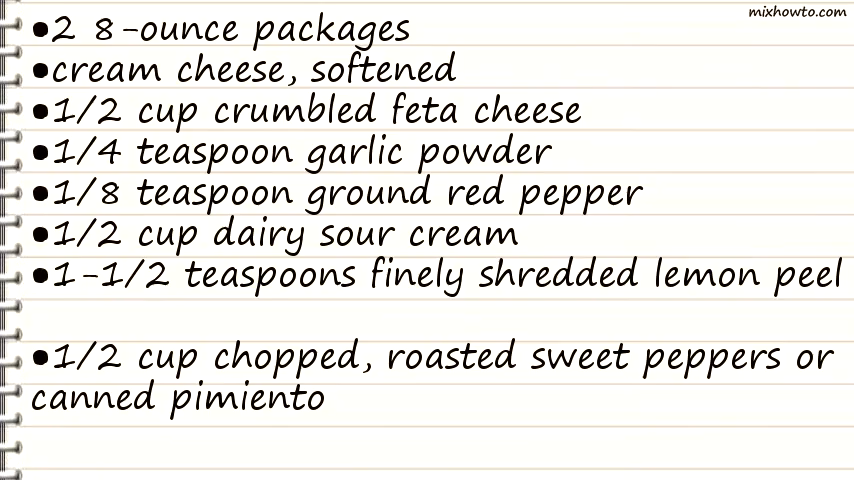 mixhowto.com
•2 8-ounce packages
•cream cheese, softened
•1/2 cup crumbled feta cheese
•1/4 teaspoon garlic powder
•1/8 teaspoon ground red pepper
•1/2 cup dairy sour cream
•1-1/2 teaspoons finely shredded lemon peel
•1/2 cup chopped, roasted sweet peppers or
canned pimiento